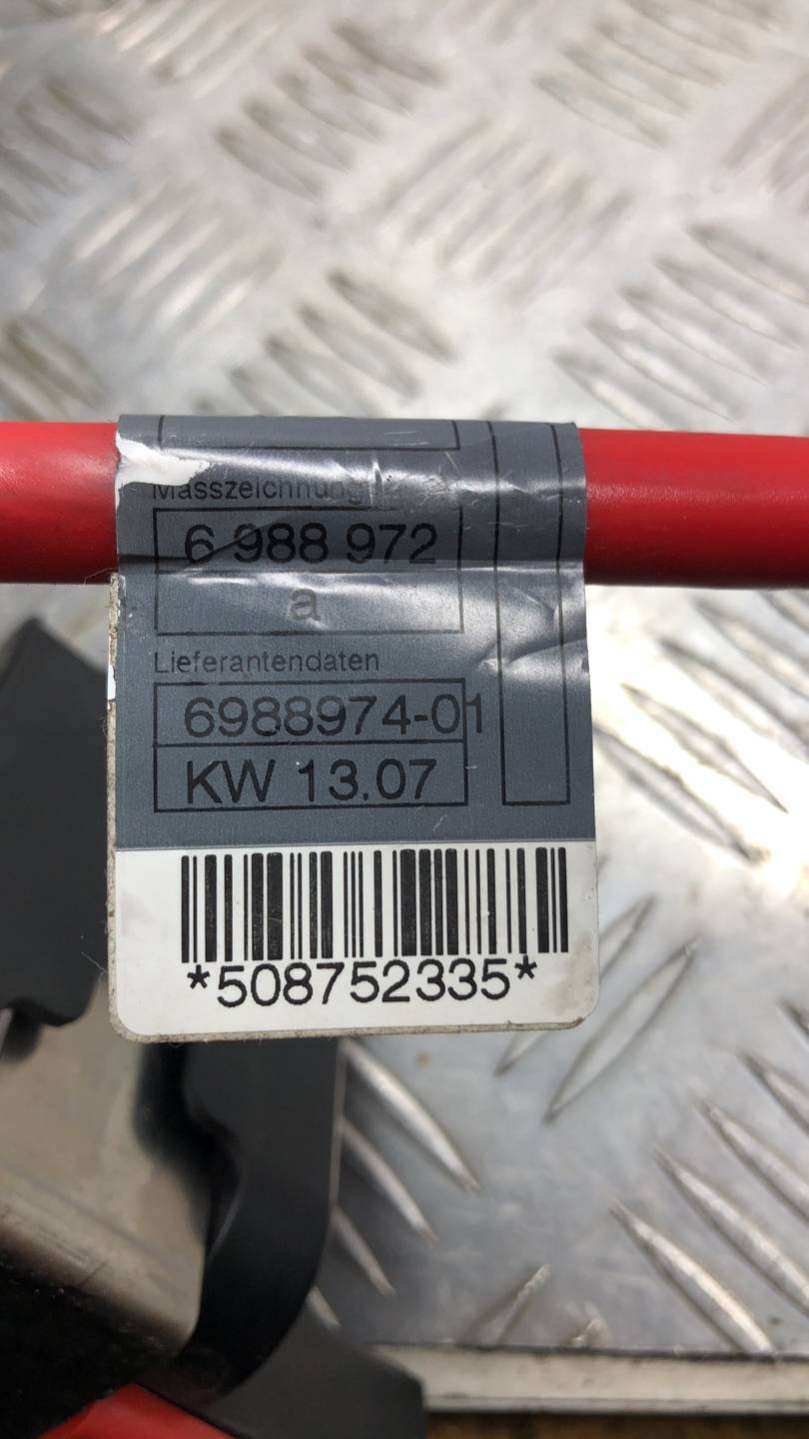 Masszeichnung
6 988 972
a
Lieferantendaten
6988974-01
KW 13.07
*508752335*